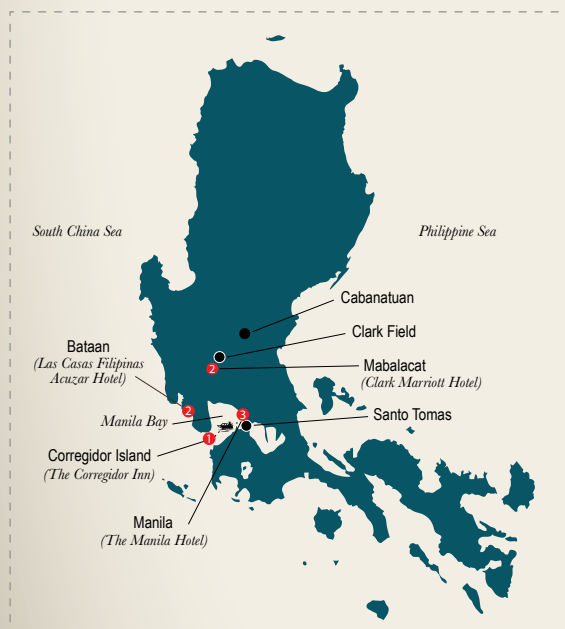 South China Sea
Philippine Sea
Cabanatuan
Clark Field
2
Mabalacat
(Clark Marriott Hotel)
Bataan
(Las Casas Filipinas
Acuzar Hotel)
2
3
Manila Bay
Santo Tomas
1
Corregidor Island
(The Corregidor Inn)
Manila
(The Manila Hotel)